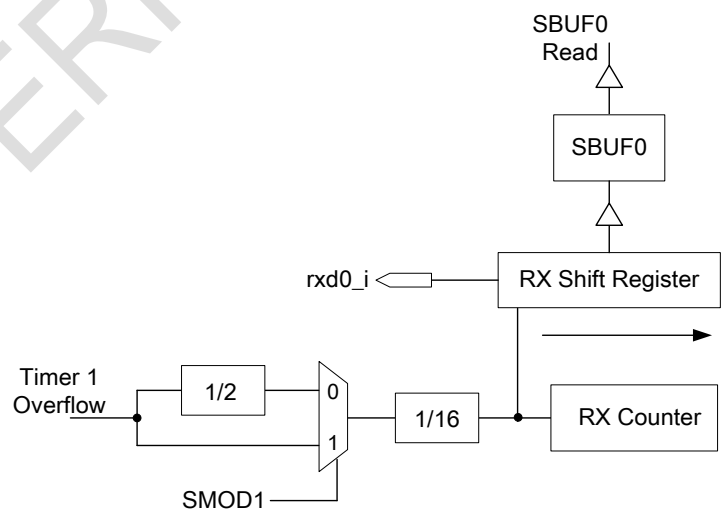 SBUF0
Read
SBUF0
rxd0_i
RX Shift Register
Timer 1
Overflow
1/2
0
1
1/16
RX Counter
SMOD1